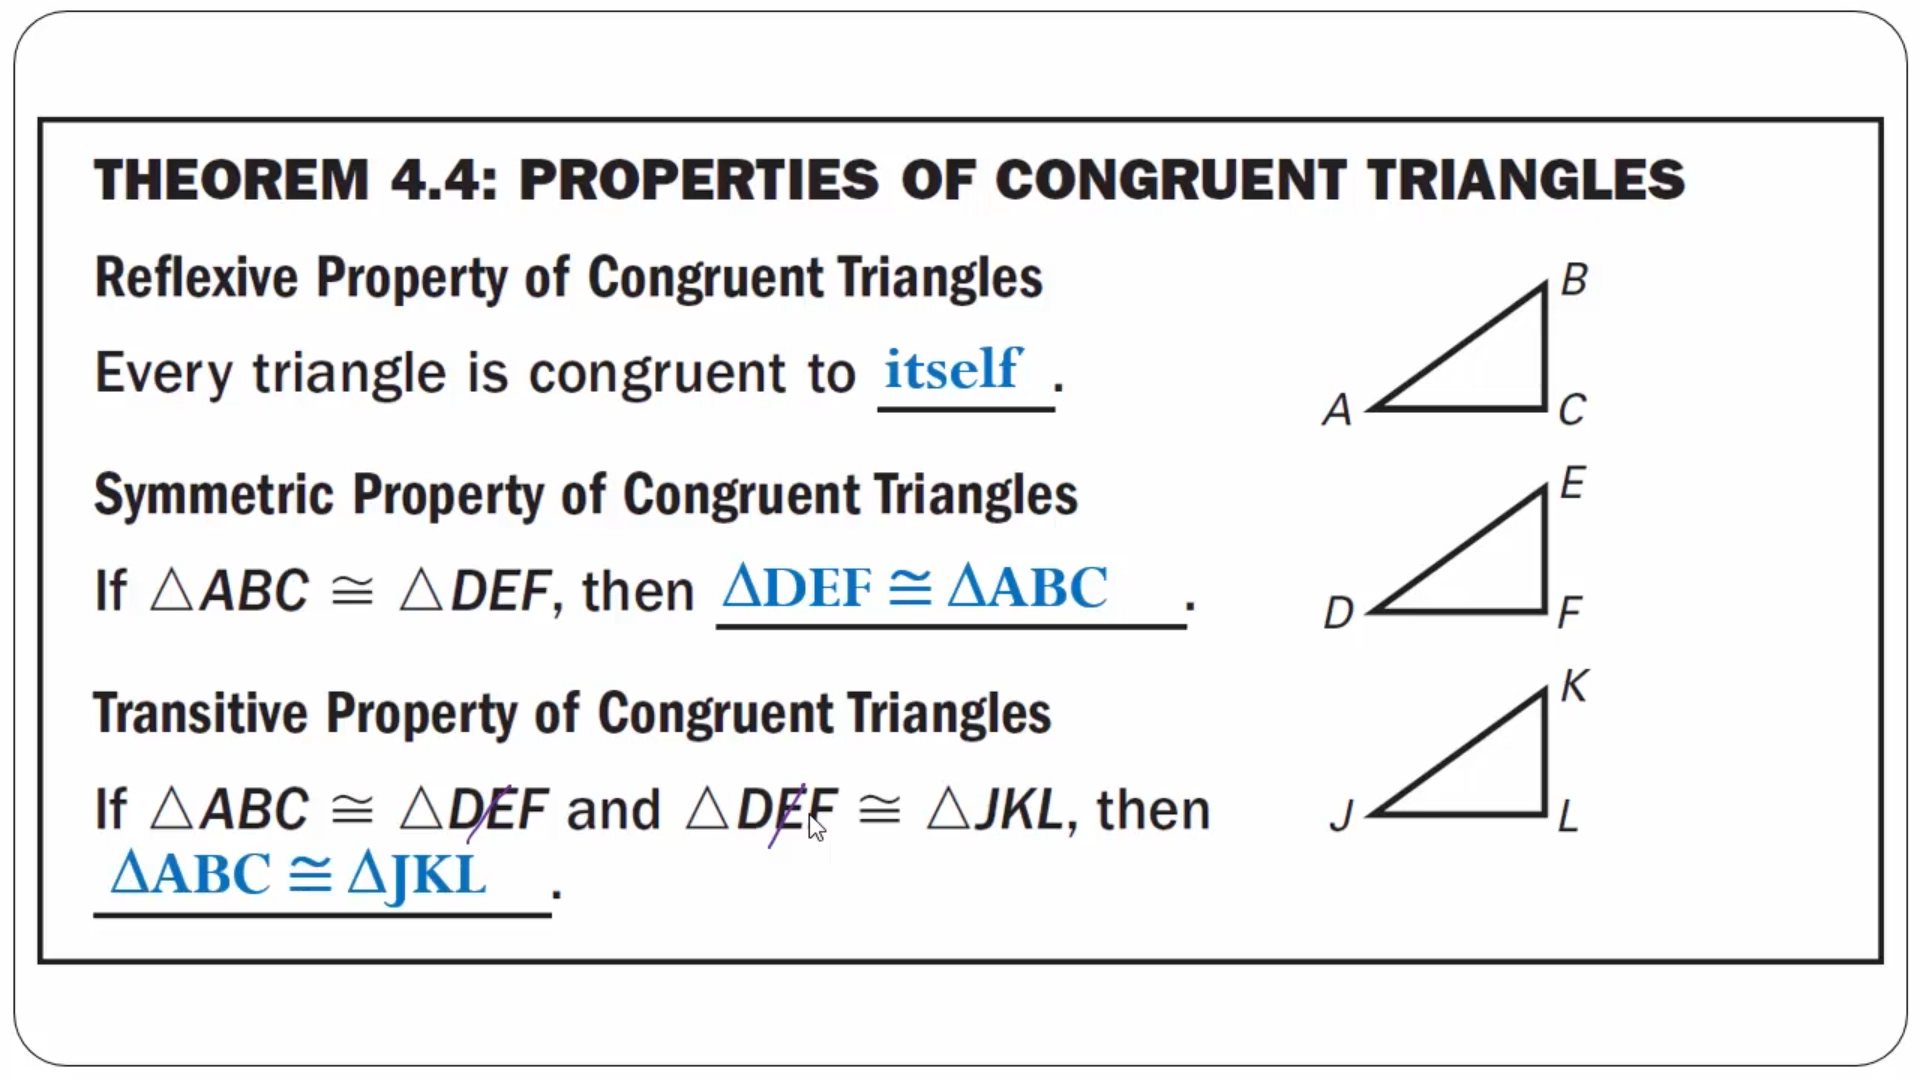 THEOREM 4.4: PROPERTIES OF CONGRUENT TRIANGLES
Reflexive Property of Congruent Triangles
Every triangle is congruent to itself.
Symmetric Property of Congruent Triangles
If △ABC ≅ △DEF, then ΔDEF ≅ ΔABC.
Transitive Property of Congruent Triangles
If △ABC ≅ △DEF and △DEF ≅ △JKL, then
ΔABC ≅ ΔJKL.
B
A
C
E
D
F
K
J
L